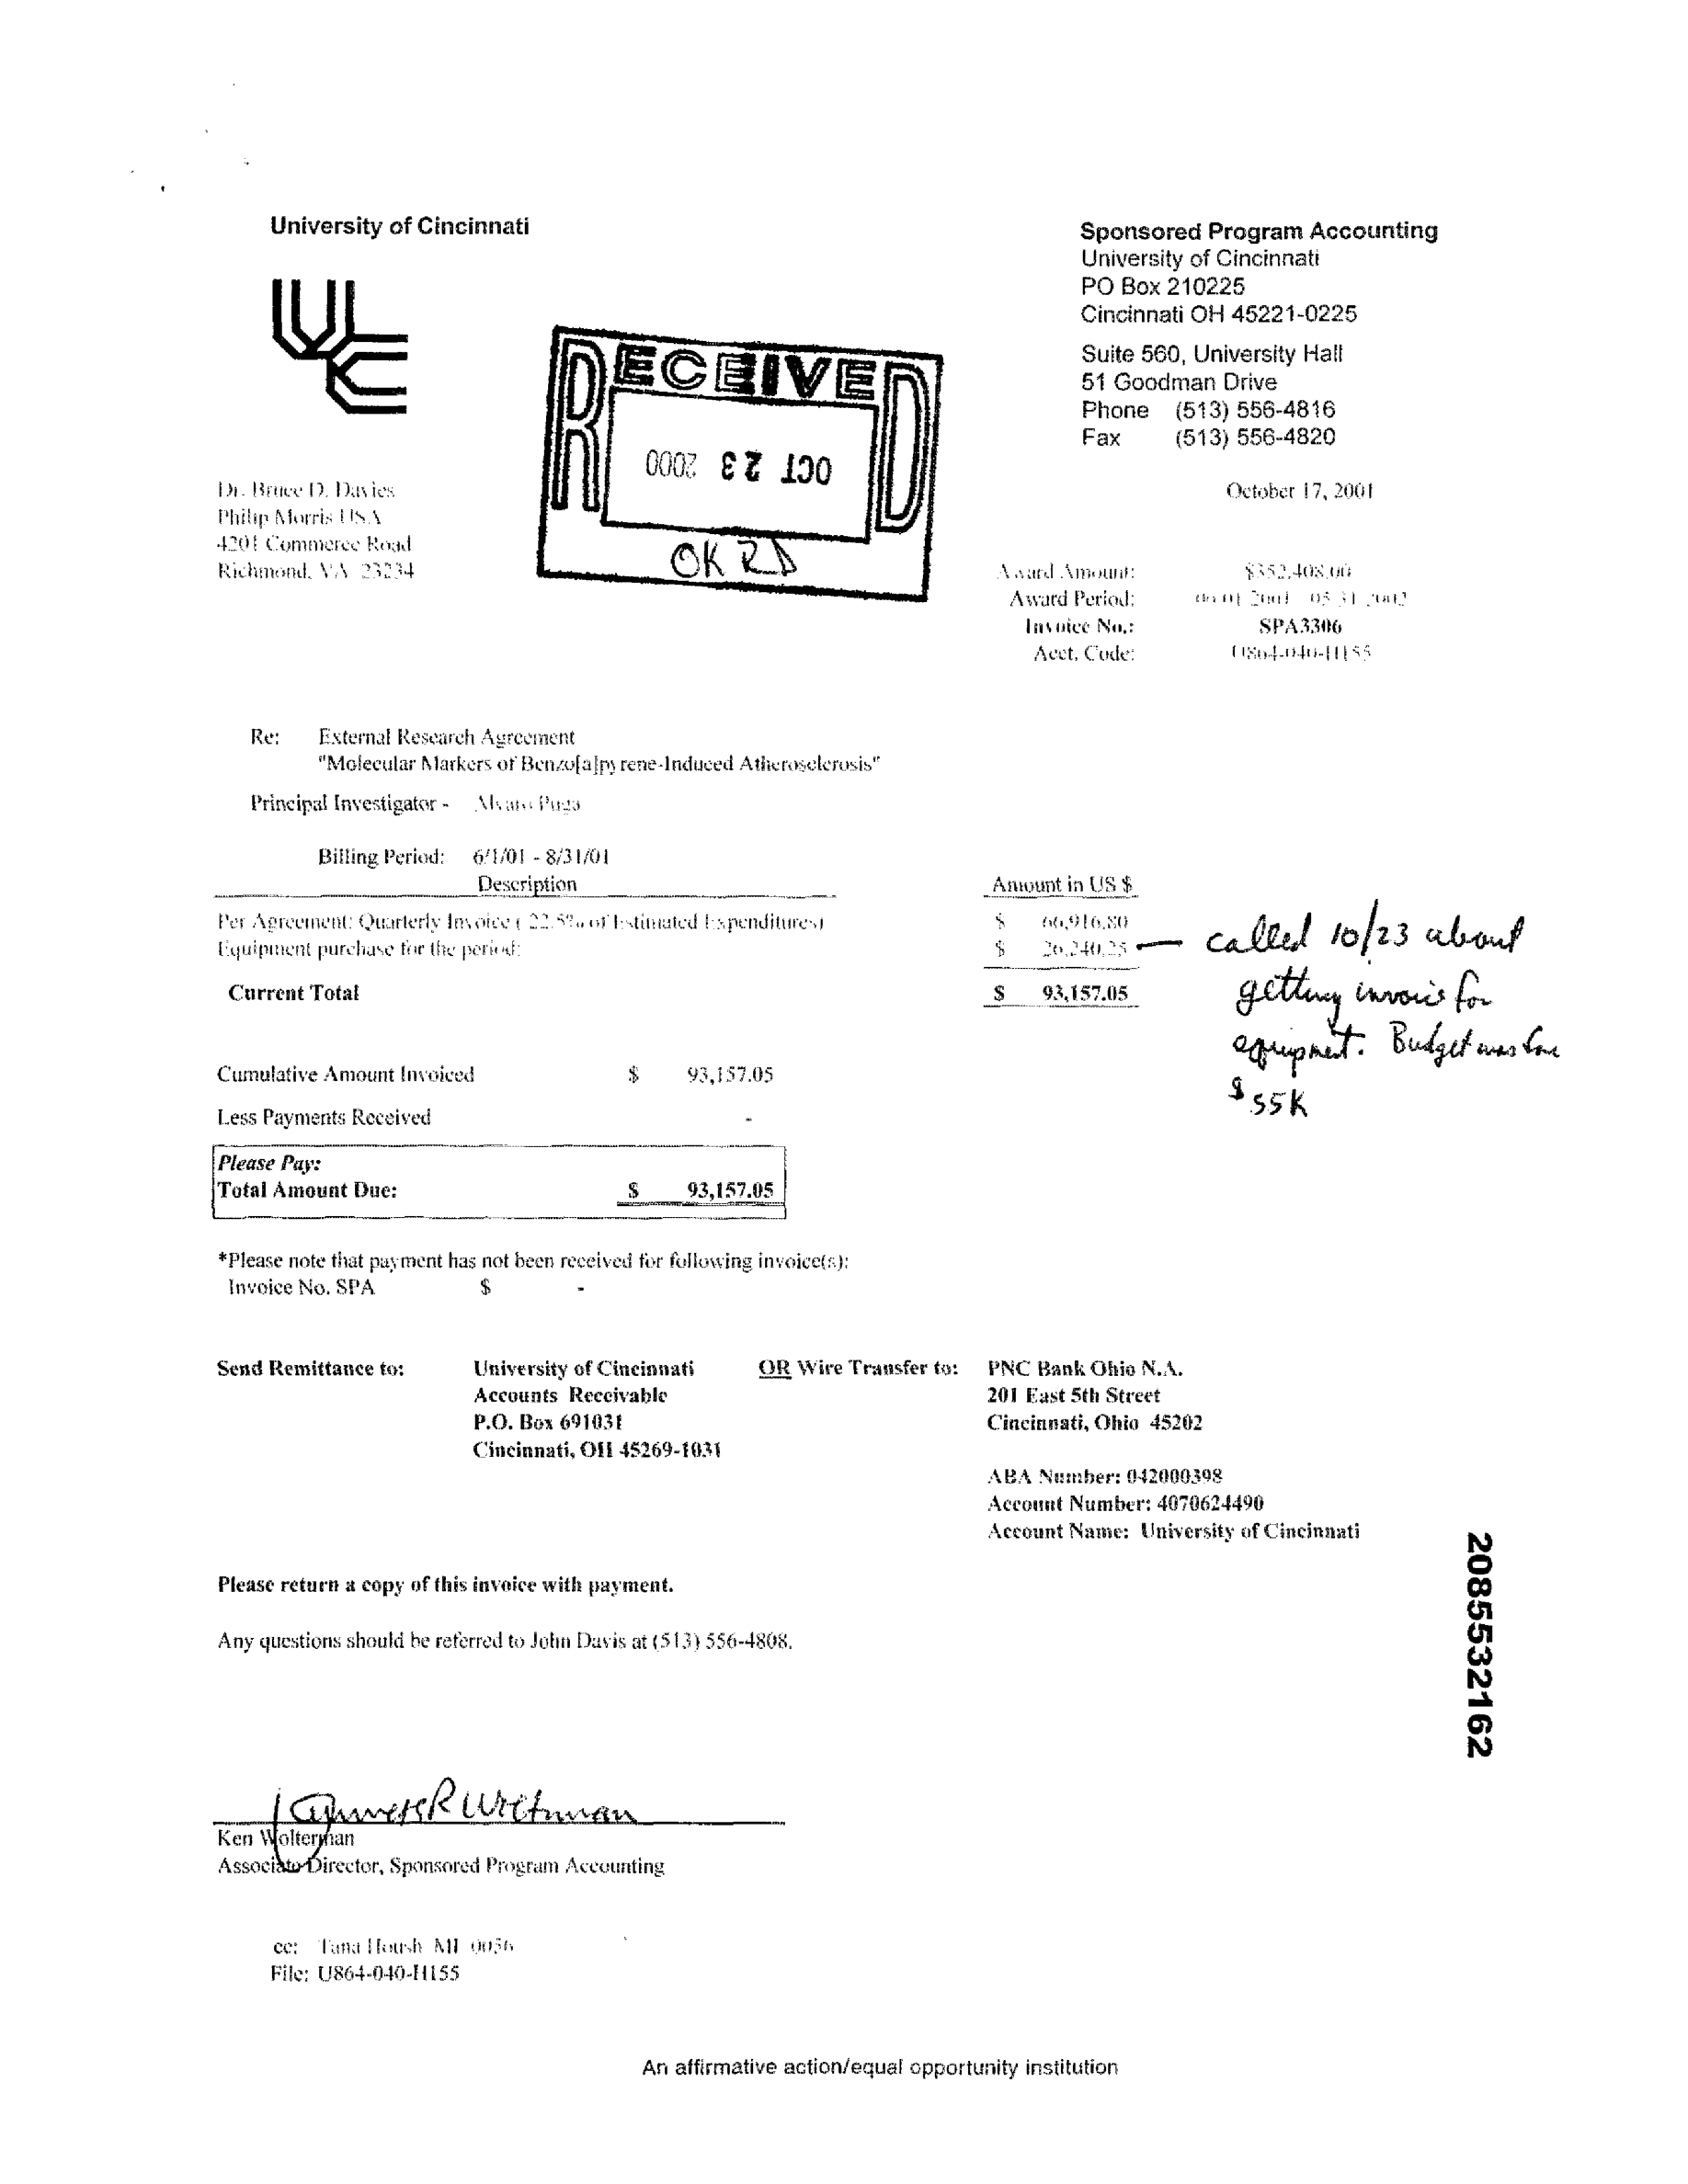 University of Cincinnati
Sponsored Program Accounting
University of Cincinnati
PO Box 210225
Cincinnati OH 45221-0225
Suite 560, University Hall
51 Goodman Drive
Phone (513) 556-4816
Fax (513) 556-4820
UC
RECEIVED
OCT 23 2000
OK RD
Dr. Bruce D. Davies
Philip Morris USA
4201 Commerce Road
Richmond, VA 23234
October 17, 2001
Award Amount: $352,408.00
Award Period: 06 01 2001 05 31 2002
Invoice No.: SPA3306
Acct. Code: U864-040-H155
Re: External Research Agreement
"Molecular Markers of Benzo[a]pyrene-Induced Atherosclerosis"
Principal Investigator - Alvaro Puga
Billing Period: 6/1/01 - 8/31/01
Description Amount in US $
Per Agreement: Quarterly Invoice ( 22.5% of Estimated Expenditures) $ 66,916.80
Equipment purchase for the period: $ 26,240.25
Current Total $ 93,157.05
called 10/23 about
getting invoice for
equipment. Budget was
$55K
Cumulative Amount Invoiced $ 93,157.05
Less Payments Received -
Please Pay:
Total Amount Due: $ 93,157.05
*Please note that payment has not been received for following invoice(s):
Invoice No. SPA $ -
Send Remittance to: University of Cincinnati OR Wire Transfer to: PNC Bank Ohio N.A.
Accounts Receivable 201 East 5th Street
P.O. Box 691031 Cincinnati, Ohio 45202
Cincinnati, OH 45269-1031
ABA Number: 042000398
Account Number: 4070624490
Account Name: University of Cincinnati
Please return a copy of this invoice with payment.
Any questions should be referred to John Davis at (513) 556-4808.
2085532162
Kenneth R Wolterman
Ken Wolterman
Associate Director, Sponsored Program Accounting
cc: Tana Housh ML 0056
File: U864-040-H155
An affirmative action/equal opportunity institution